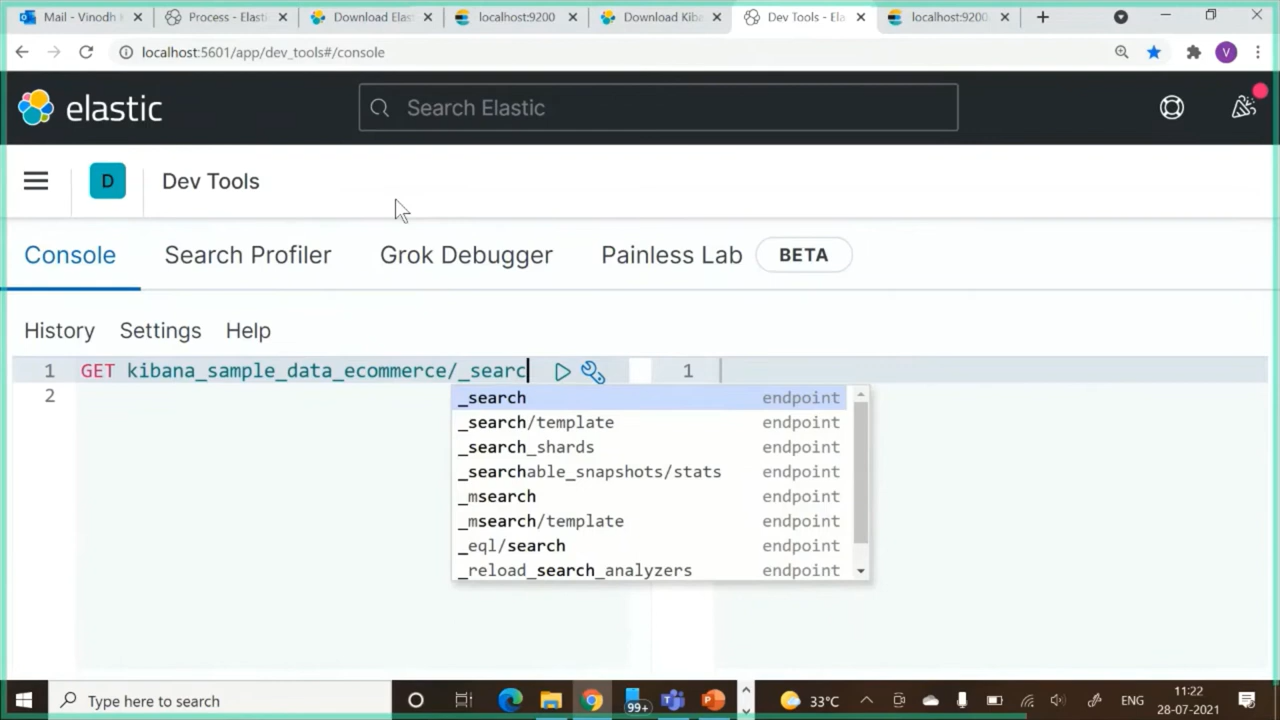 Mail - Vinodh k
Process - Elastic
Download Elast
localhost:9200
Download Kiba
Dev Tools - Ela
localhost:9200
localhost:5601/app/dev_tools#/console
V
elastic
Search Elastic
D
Dev Tools
Console
Search Profiler
Grok Debugger
Painless Lab
BETA
History
Settings
Help
1 GET kibana_sample_data_ecommerce/_searc
1
2
_search endpoint
_search/template endpoint
_search_shards endpoint
_searchable_snapshots/stats endpoint
_msearch endpoint
_msearch/template endpoint
_eql/search endpoint
_reload_search_analyzers endpoint
Type here to search
99+
33°C
ENG
11:22
28-07-2021